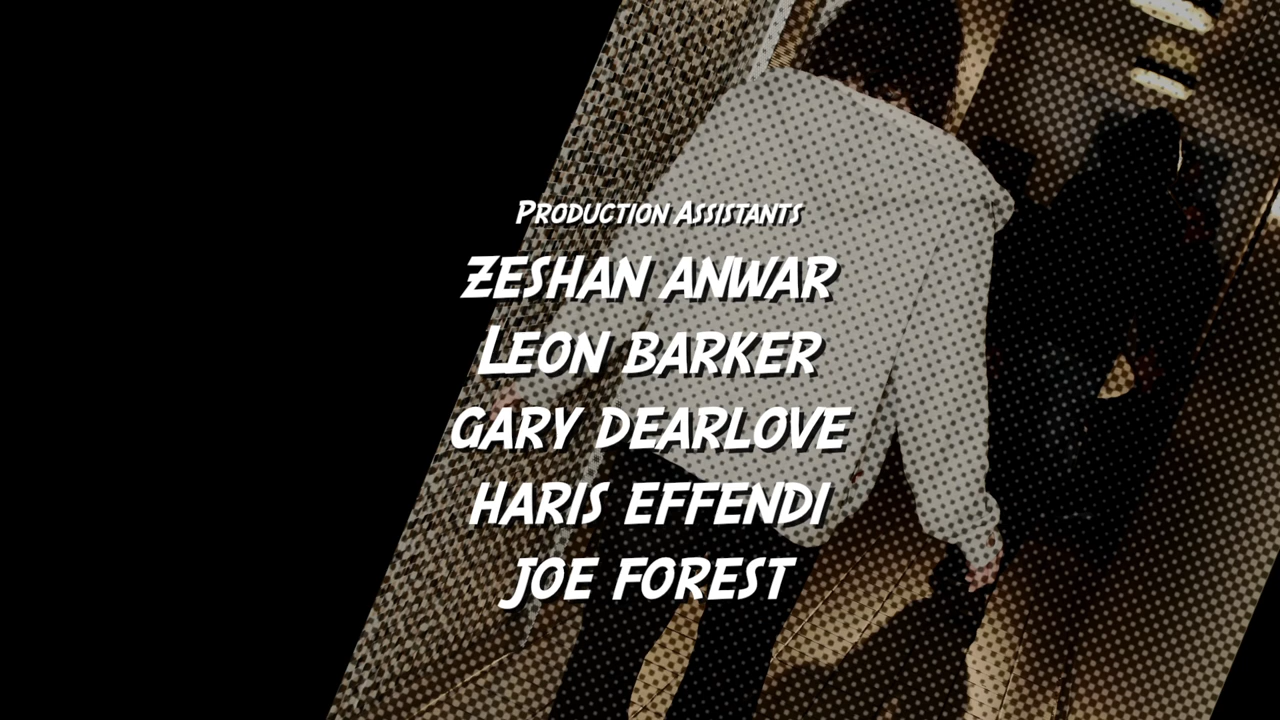 Production Assistants
ZESHAN ANWAR
LEON BARKER
GARY DEARLOVE
HARIS EFFENDI
JOE FOREST